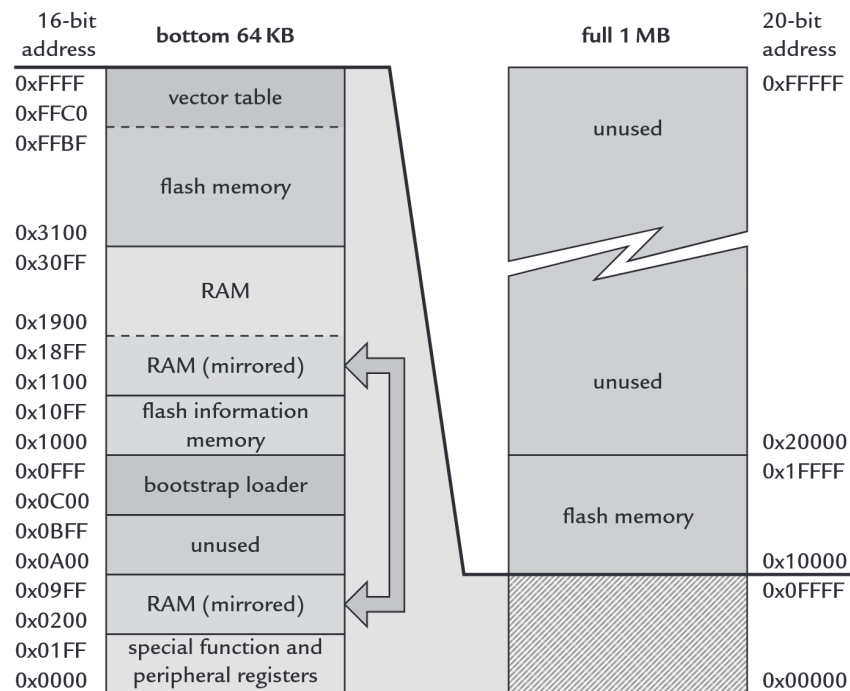 16-bit
address
bottom 64 KB
full 1 MB
20-bit
address
0xFFFF
vector table
0xFFC0
0xFFBF
flash memory
0x3100
0x30FF
RAM
0x1900
0x18FF
RAM (mirrored)
0x1100
0x10FF
flash information
memory
0x1000
0x0FFF
bootstrap loader
0x0C00
0x0BFF
unused
0x0A00
0x09FF
RAM (mirrored)
0x0200
0x01FF
special function and
peripheral registers
0x0000
0xFFFFF
unused
unused
0x20000
0x1FFFF
flash memory
0x10000
0x0FFFF
0x00000